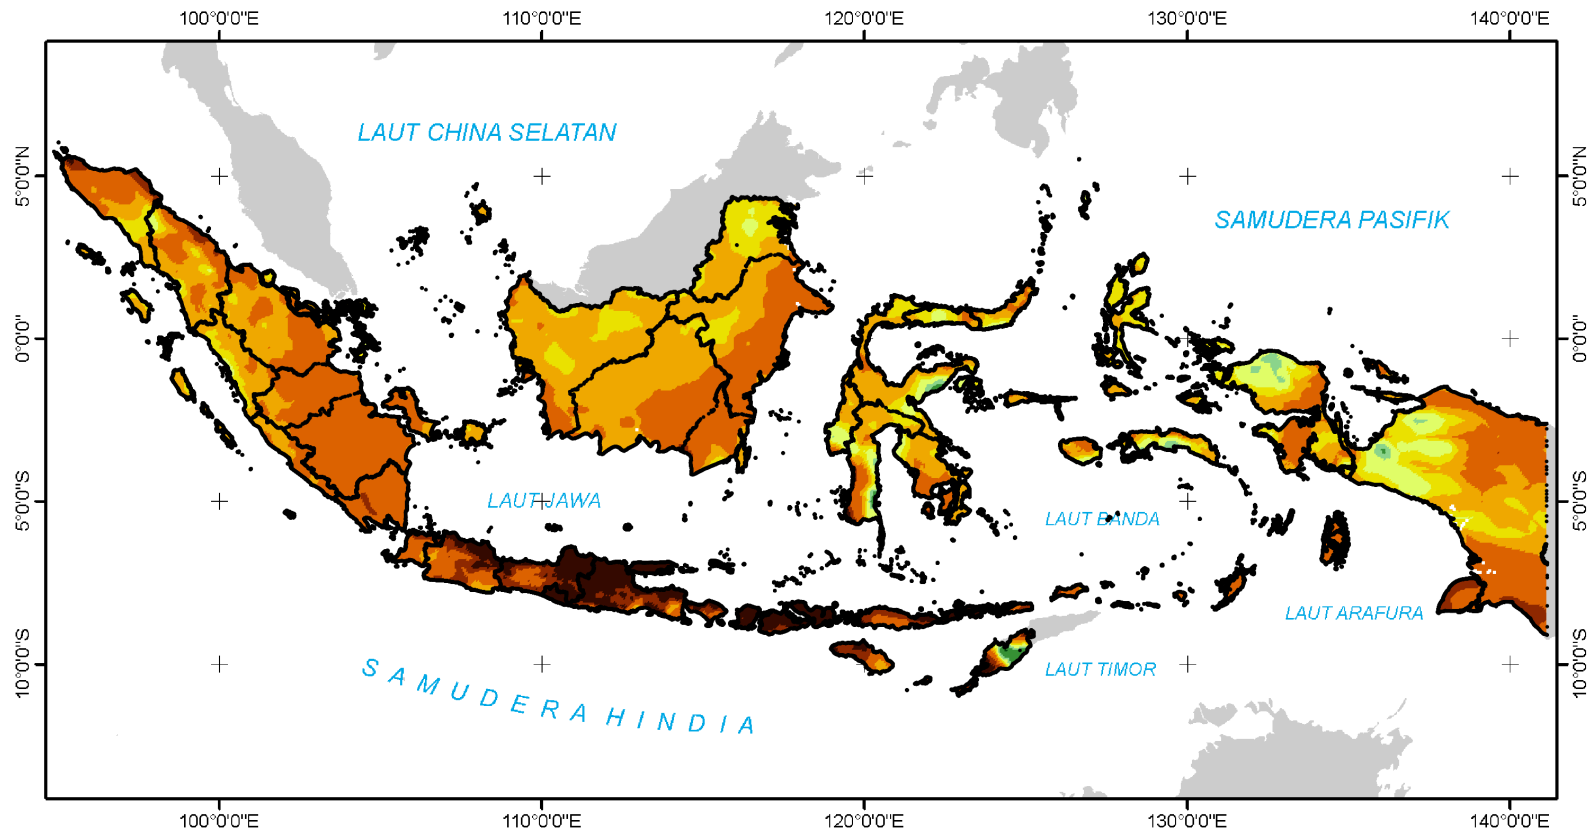 100°0'0"E 110°0'0"E 120°0'0"E 130°0'0"E 140°0'0"E
LAUT CHINA SELATAN
5°0'0"N 5°0'0"N
SAMUDERA PASIFIK
0°0'0" 0°0'0"
LAUT JAWA
5°0'0"S 5°0'0"S
LAUT BANDA
LAUT ARAFURA
10°0'0"S 10°0'0"S
LAUT TIMOR
SAMUDERA HINDIA
100°0'0"E 110°0'0"E 120°0'0"E 130°0'0"E 140°0'0"E